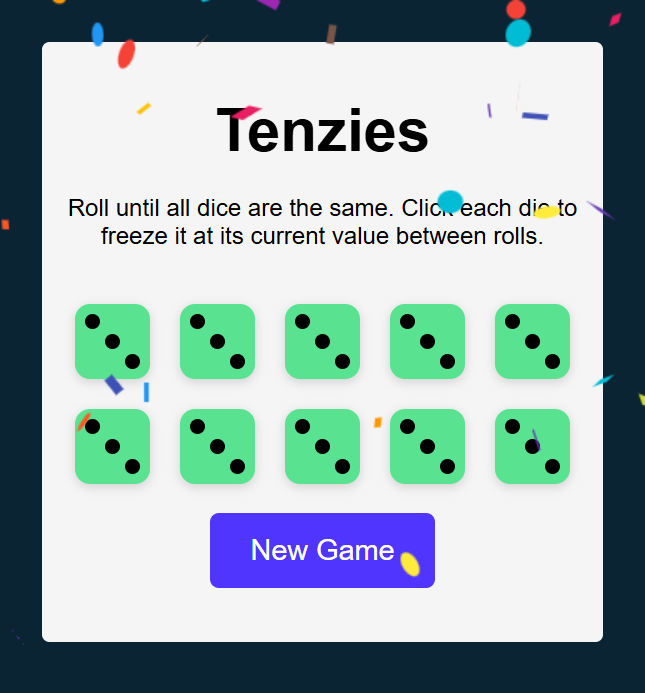 Tenzies
Roll until all dice are the same. Click each die to
freeze it at its current value between rolls.
New Game